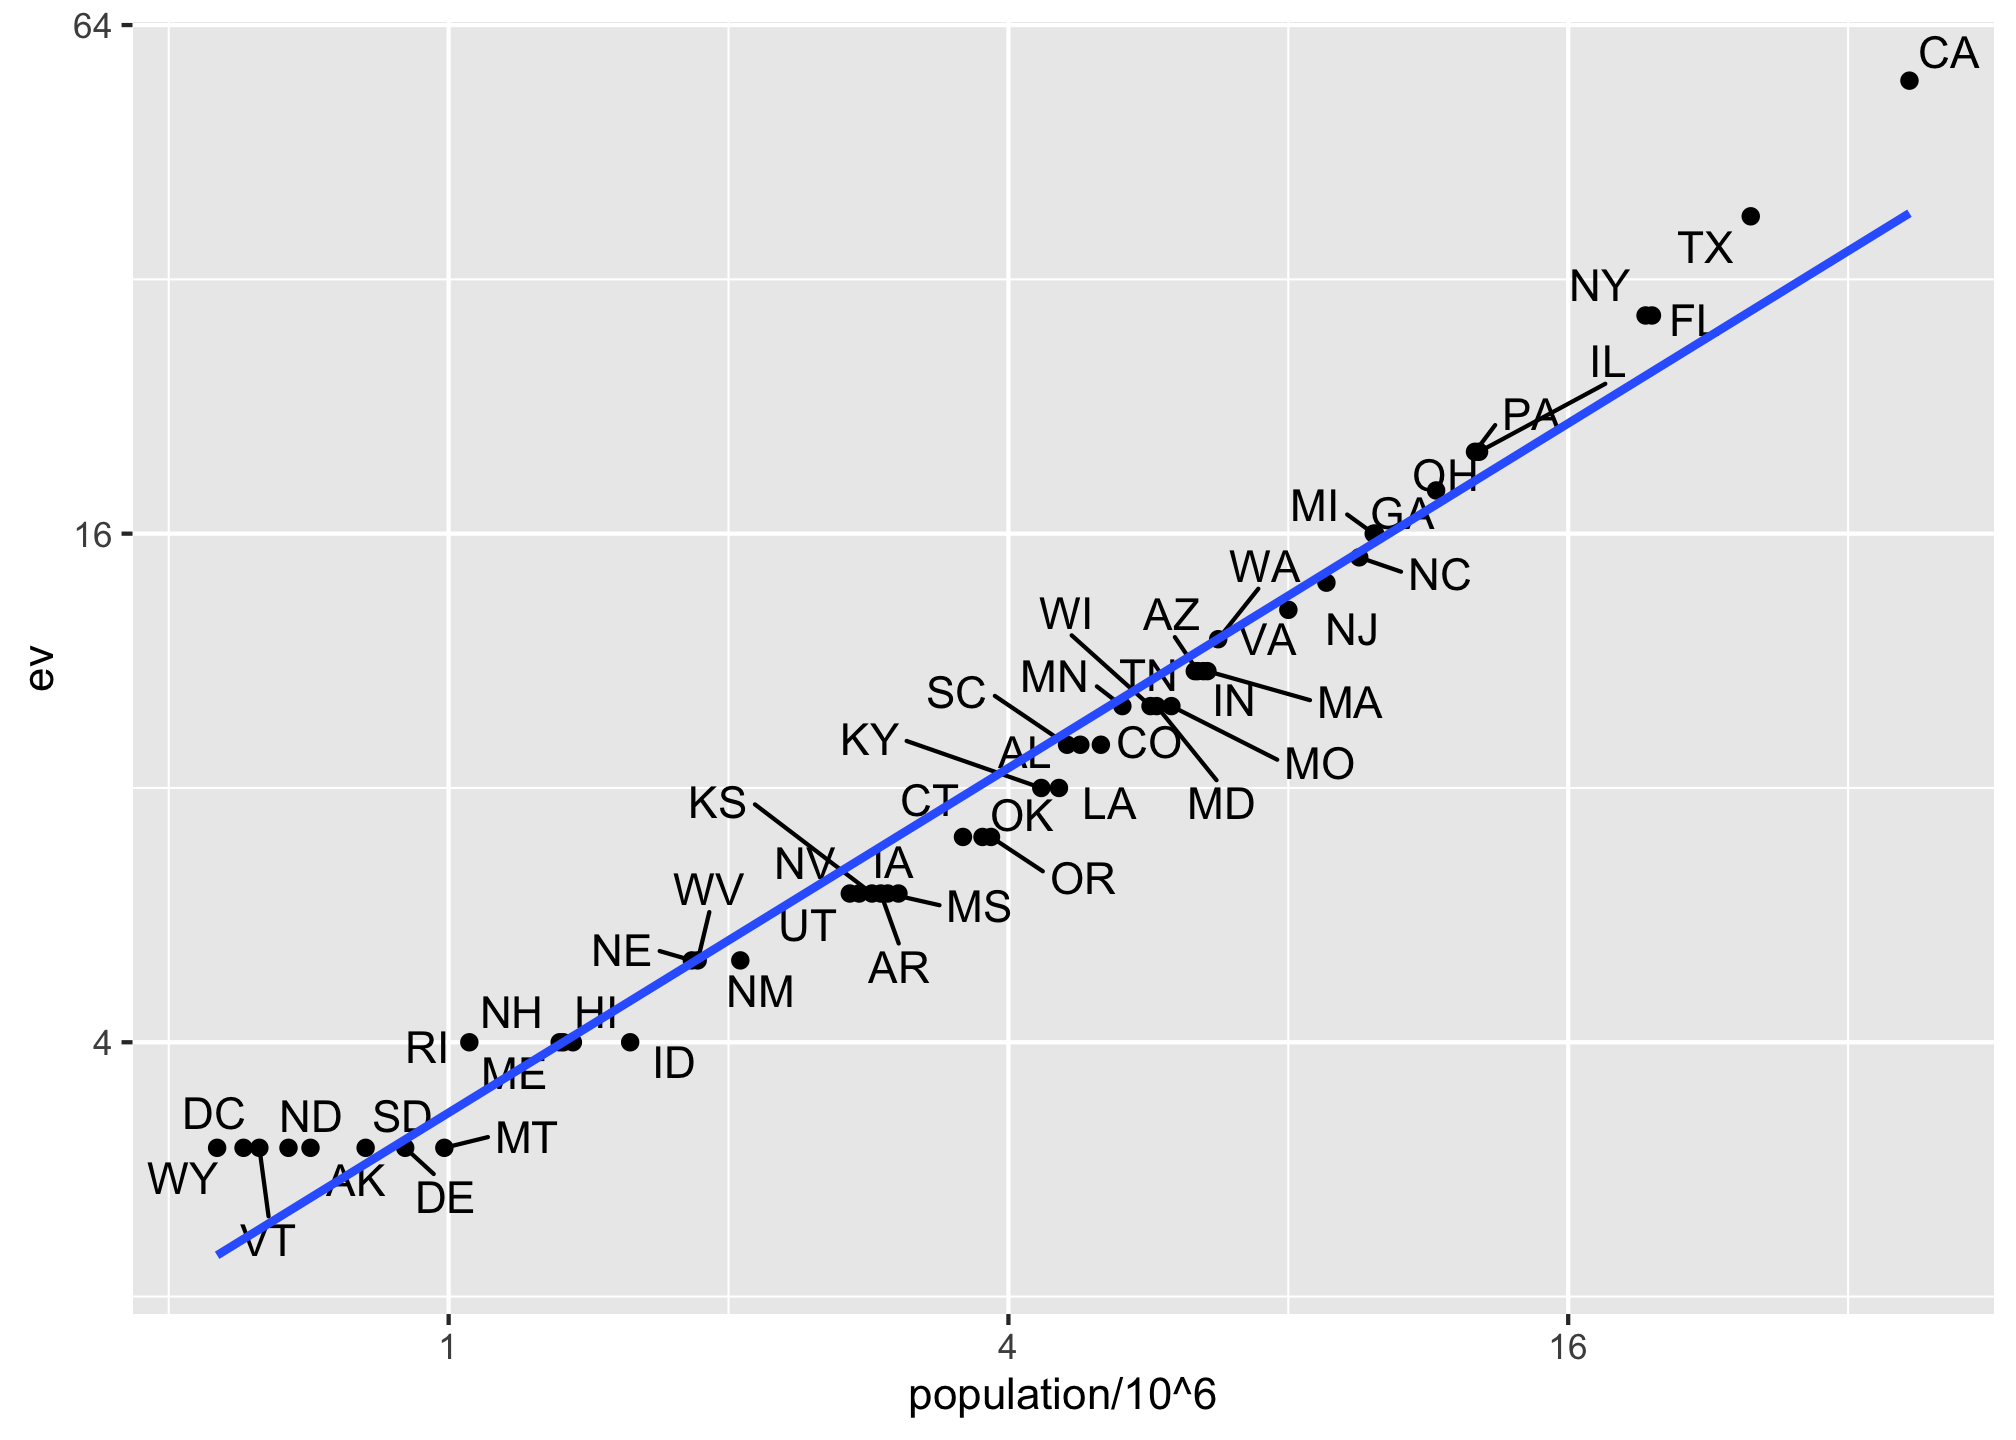 64
CA
TX
NY
FL
IL
PA
OH
MI
GA
16
NC
WA
WI
AZ
VA
NJ
MN
TN
SC
IN
MA
ev
KY
AL
CO
MO
KS
CT
OK
LA
MD
NV
IA
OR
WV
MS
UT
NE
AR
NM
NH
HI
4
RI
ID
ME
DC
ND
SD
MT
WY
AK
DE
VT
1
4
16
population/10^6